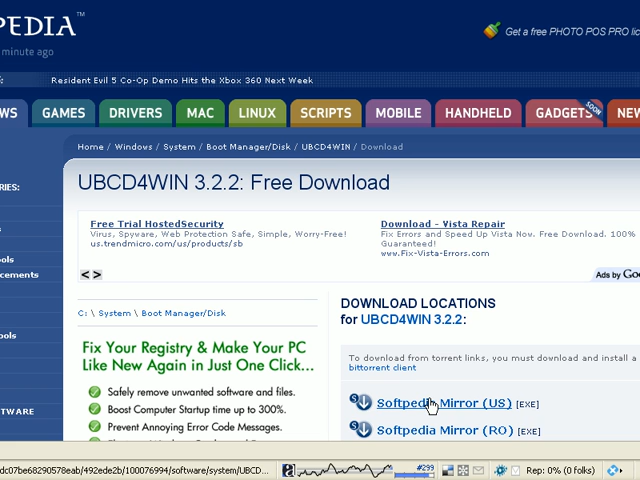 PEDIA™
minute ago
Get a free PHOTO POS PRO lic
Resident Evil 5 Co-Op Demo Hits the Xbox 360 Next Week
WS GAMES DRIVERS MAC LINUX SCRIPTS MOBILE HANDHELD GADGETS SOON NEW
Home / Windows / System / Boot Manager/Disk / UBCD4WIN / Download
RIES:
UBCD4WIN 3.2.2: Free Download
Free Trial HostedSecurity
Virus, Spyware, Web Protection Safe, Simple, Worry-Free!
us.trendmicro.com/us/products/sb
Download - Vista Repair
Fix Errors and Speed Up Vista Now. Free Download. 100%
Guaranteed!
www.Fix-Vista-Errors.com
ols
cements
< >
Ads by Goo
C: \ System \ Boot Manager/Disk
DOWNLOAD LOCATIONS
for UBCD4WIN 3.2.2:
ools
Fix Your Registry & Make Your PC
Like New Again in Just One Click...
To download from torrent links, you must download and install a
bittorrent client
Safely remove unwanted software and files.
Boost Computer Startup time up to 300%.
Prevent Annoying Error Code Messages.
TWARE
Softpedia Mirror (US) [EXE]
Softpedia Mirror (RO) [EXE]
dc07be68290578eab/492ede2b/100076994/software/system/UBCD...
#299
Rep: 0% (0 folks)